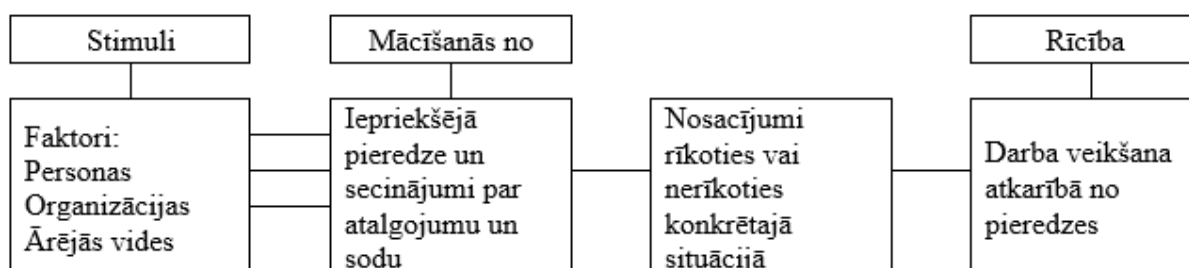 Stimuli
Mācīšanās no
Rīcība
Faktori:
Personas
Organizācijas
Ārējās vides
Iepriekšējā
pieredze un
secinājumi par
atalgojumu un
sodu
Nosacījumi
rīkoties vai
nerīkoties
konkrētajā
situācijā
Darba veikšana
atkarībā no
pieredzes